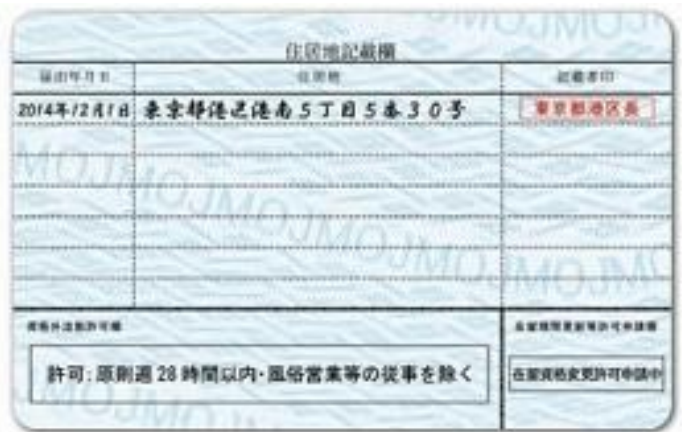 住居地記載欄
届出年月日 住居地 記載者印
2014年12月1日 東京都港区港南5丁目5番30号 東京都港区長
資格外活動許可欄 在留期間更新等許可申請欄
許可:原則週28時間以内・風俗営業等の従事を除く 在留資格変更許可申請中
MOJMOJMOJMOJMOJ